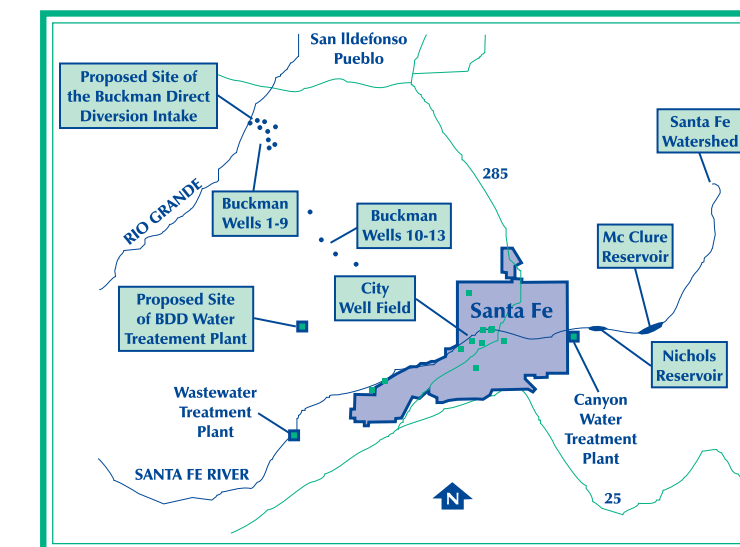 San Ildefonso
Pueblo
Proposed Site of
the Buckman Direct
Diversion Intake
Santa Fe
Watershed
285
RIO GRANDE
Buckman
Wells 1-9
Buckman
Wells 10-13
Mc Clure
Reservoir
City
Well Field
Santa Fe
Proposed Site
of BDD Water
Treatement Plant
Nichols
Reservoir
Wastewater
Treatment
Plant
Canyon
Water
Treatment
Plant
SANTA FE RIVER
N
25